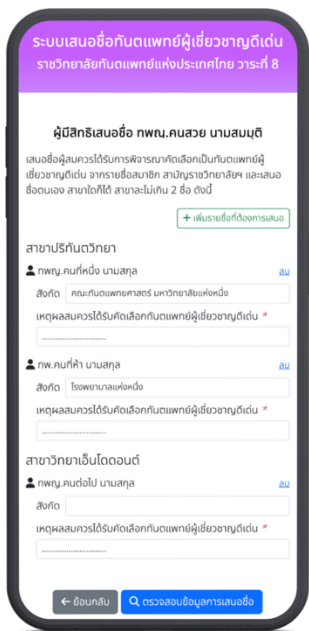 ระบบเสนอชื่อทันตแพทย์ผู้เชี่ยวชาญดีเด่น
ราชวิทยาลัยทันตแพทย์แห่งประเทศไทย วาระที่ 8
ผู้มีสิทธิเสนอชื่อ ทพญ.คนสวย นามสมมุติ
เสนอชื่อผู้สมควรได้รับการพิจารณาคัดเลือกเป็นทันตแพทย์ผู้
เชี่ยวชาญดีเด่น จากรายชื่อสมาชิก สามัญราชวิทยาลัยฯ และเสนอ
ชื่อตนเอง สาขาใดก็ได้ สาขาละไม่เกิน 2 ชื่อ ดังนี้
+ เพิ่มรายชื่อที่ต้องการเสนอ
สาขาปริทันตวิทยา
ทพญ.คนที่หนึ่ง นามสกุล ลบ
สังกัด คณะทันตแพทยศาสตร์ มหาวิทยาลัยแห่งหนึ่ง
เหตุผลสมควรได้รับคัดเลือกทันตแพทย์ผู้เชี่ยวชาญดีเด่น *
..............................
ทพ.คนที่ห้า นามสกุล ลบ
สังกัด โรงพยาบาลแห่งหนึ่ง
เหตุผลสมควรได้รับคัดเลือกทันตแพทย์ผู้เชี่ยวชาญดีเด่น *
..............................
สาขาวิทยาเอ็นโดดอนต์
ทพญ.คนต่อไป นามสกุล ลบ
สังกัด
เหตุผลสมควรได้รับคัดเลือกทันตแพทย์ผู้เชี่ยวชาญดีเด่น *
..............................
← ย้อนกลับ ตรวจสอบข้อมูลการเสนอชื่อ